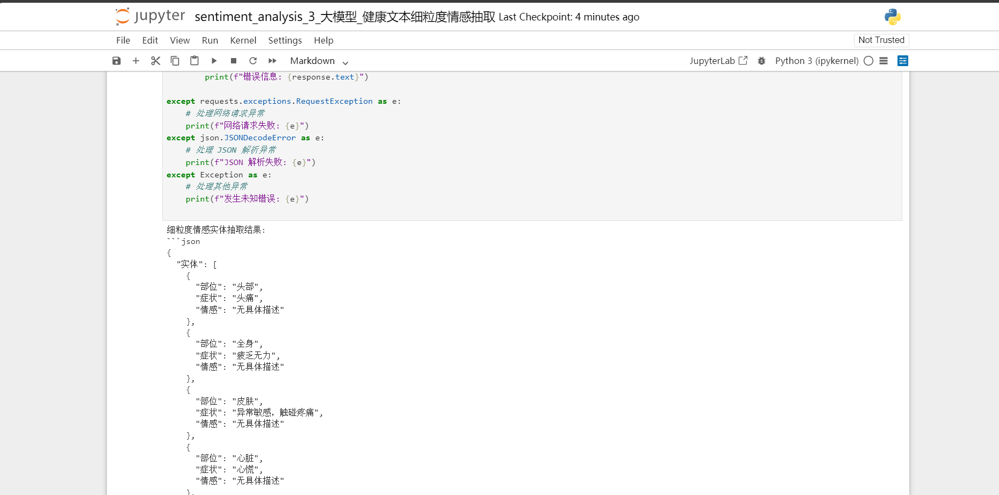 jupyter sentiment_analysis_3_大模型_健康文本细粒度情感抽取 Last Checkpoint: 4 minutes ago
File Edit View Run Kernel Settings Help Not Trusted
Markdown JupyterLab Python 3 (ipykernel)
print(f"错误信息: {response.text}")
except requests.exceptions.RequestException as e:
# 处理网络请求异常
print(f"网络请求失败: {e}")
except json.JSONDecodeError as e:
# 处理 JSON 解析异常
print(f"JSON 解析失败: {e}")
except Exception as e:
# 处理其他异常
print(f"发生未知错误: {e}")
细粒度情感实体抽取结果:
```json
{
"实体": [
{
"部位": "头部",
"症状": "头痛",
"情感": "无具体描述"
},
{
"部位": "全身",
"症状": "疲乏无力",
"情感": "无具体描述"
},
{
"部位": "皮肤",
"症状": "异常敏感，触碰疼痛",
"情感": "无具体描述"
},
{
"部位": "心脏",
"症状": "心慌",
"情感": "无具体描述"
},